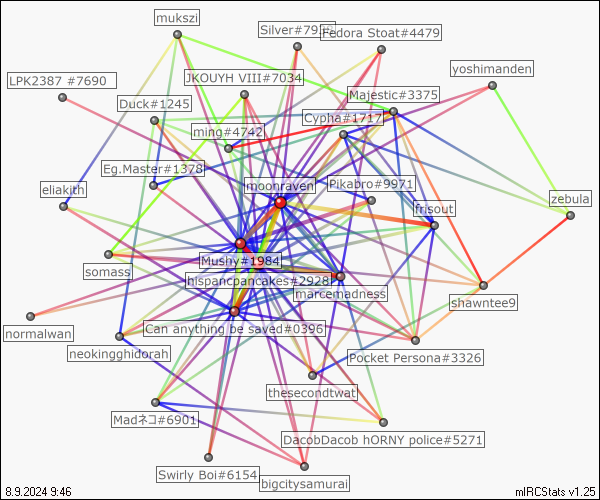 mukszi
Silver#7938
Fedora Stoat#4479
yoshimanden
LPK2387 #7690
JKOUYH VIII#7034
Majestic#3375
Duck#1245
Cypha#1717
ming#4742
Eg.Master#1378
moonraven
Pikabro#9971
eliakith
frisout
zebula
Mushy#1984
somass
hispancpancakes#2928
marcemadness
shawntee9
normalwan
Can anything be saved#0396
neokingghidorah
Pocket Persona#3326
thesecondtwat
Madネコ#6901
DacobDacob hORNY police#5271
Swirly Boi#6154
bigcitysamurai
8.9.2024 9:46
mIRCStats v1.25